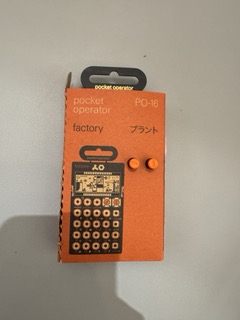 pocket operator
pocket PO-16
operator
factory プラント